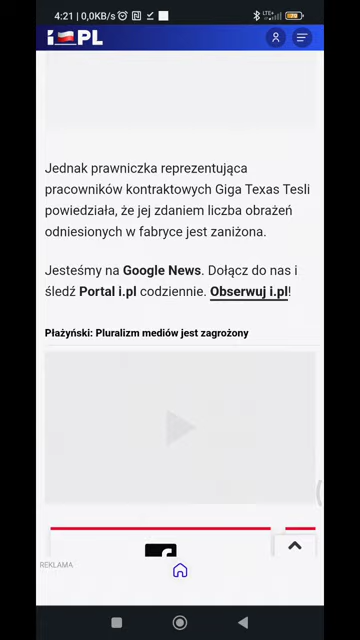 4:21 | 0,0KB/s
LTE+
i PL
Jednak prawniczka reprezentująca
pracowników kontraktowych Giga Texas Tesli
powiedziała, że jej zdaniem liczba obrażeń
odniesionych w fabryce jest zaniżona.
Jesteśmy na Google News. Dołącz do nas i
śledź Portal i.pl codziennie. Obserwuj i.pl!
Płażyński: Pluralizm mediów jest zagrożony
REKLAMA